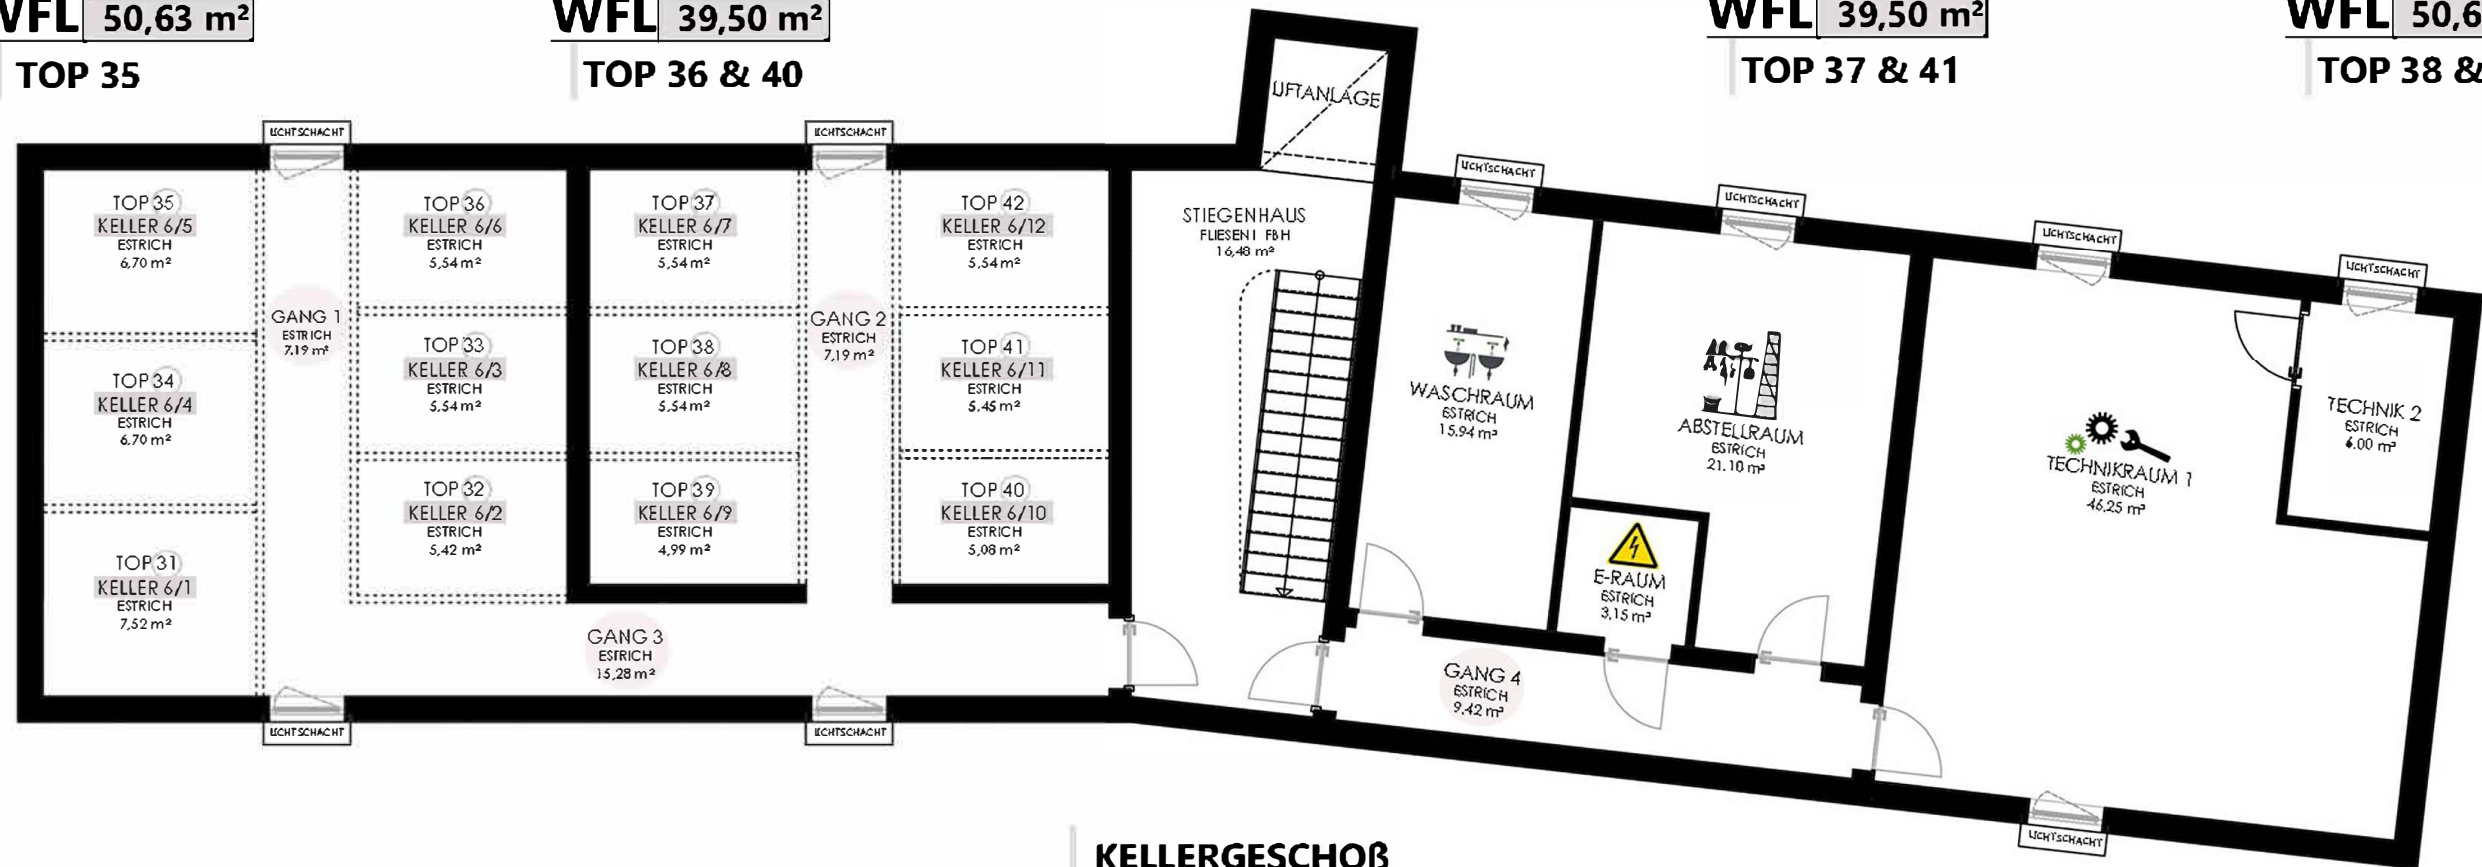 WFL 50,63 m²
TOP 35
WFL 39,50 m²
TOP 36 & 40
WFL 39,50 m²
TOP 37 & 41
WFL
TOP 38 &
LICHTSCHACHT
LICHTSCHACHT
LIFTANLAGE
LICHTSCHACHT
LICHTSCHACHT
LICHTSCHACHT
LICHTSCHACHT
TOP 35
KELLER 6/5
ESTRICH
6,70 m²
TOP 36
KELLER 6/6
ESTRICH
5,54 m²
TOP 37
KELLER 6/7
ESTRICH
5,54 m²
TOP 42
KELLER 6/12
ESTRICH
5,54 m²
STIEGENHAUS
FLIESEN I FBH
16,48 m²
GANG 1
ESTRICH
7,19 m²
TOP 33
KELLER 6/3
ESTRICH
5,54 m²
TOP 38
KELLER 6/8
ESTRICH
5,54 m²
GANG 2
ESTRICH
7,19 m²
TOP 41
KELLER 6/11
ESTRICH
5,45 m²
TOP 34
KELLER 6/4
ESTRICH
6,70 m²
WASCHRAUM
ESTRICH
15,94 m²
ABSTELLRAUM
ESTRICH
21,10 m²
TECHNIKRAUM 1
ESTRICH
46,25 m²
TECHNIK 2
ESTRICH
6,00 m²
TOP 32
KELLER 6/2
ESTRICH
5,42 m²
TOP 39
KELLER 6/9
ESTRICH
4,99 m²
TOP 40
KELLER 6/10
ESTRICH
5,08 m²
TOP 31
KELLER 6/1
ESTRICH
7,52 m²
E-RAUM
ESTRICH
3,15 m²
GANG 3
ESTRICH
15,28 m²
GANG 4
ESTRICH
9,42 m²
LICHTSCHACHT
LICHTSCHACHT
LICHTSCHACHT
KELLERGESCHOß